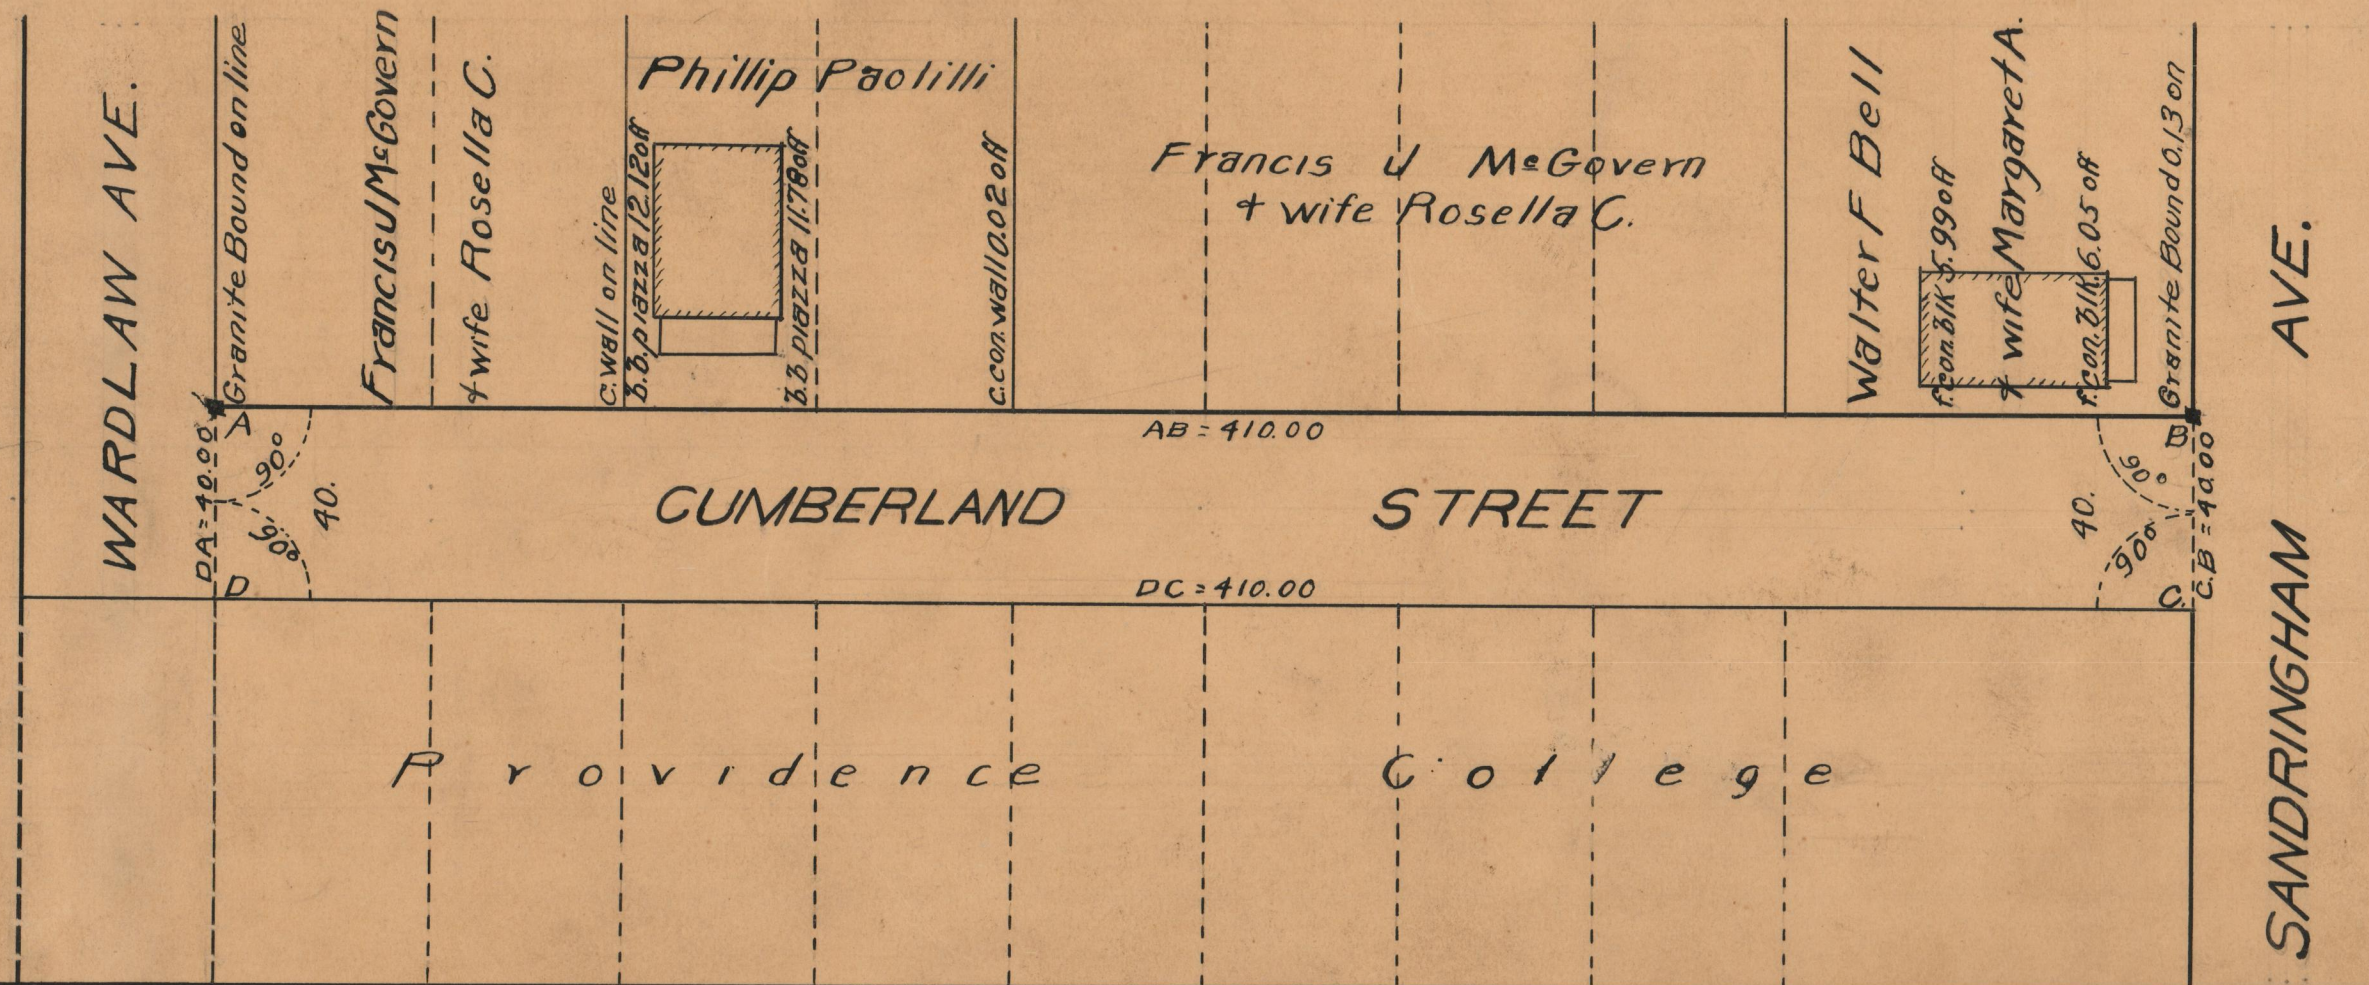 WARDLAW AVE.
Granite Bound on line
Francis J McGovern
+ wife Rosella C.
c. wall on line
b.b. piazza 12.12 off
Phillip Paolilli
b.b. piazza 11.78 off
c. con. wall 0.02 off
Francis J McGovern
+ wife Rosella C.
Walter F Bell
f. con. blk 5.99 off
+ wife Margaret A.
f. con. blk. 6.05 off
Granite Bound 0.13 on
SANDRINGHAM AVE.
A
AB = 410.00
B
DA = 40.00
90°
90°
40.
CUMBERLAND STREET
40.
90°
90°
C.B = 40.00
D
DC = 410.00
C.
Providence College